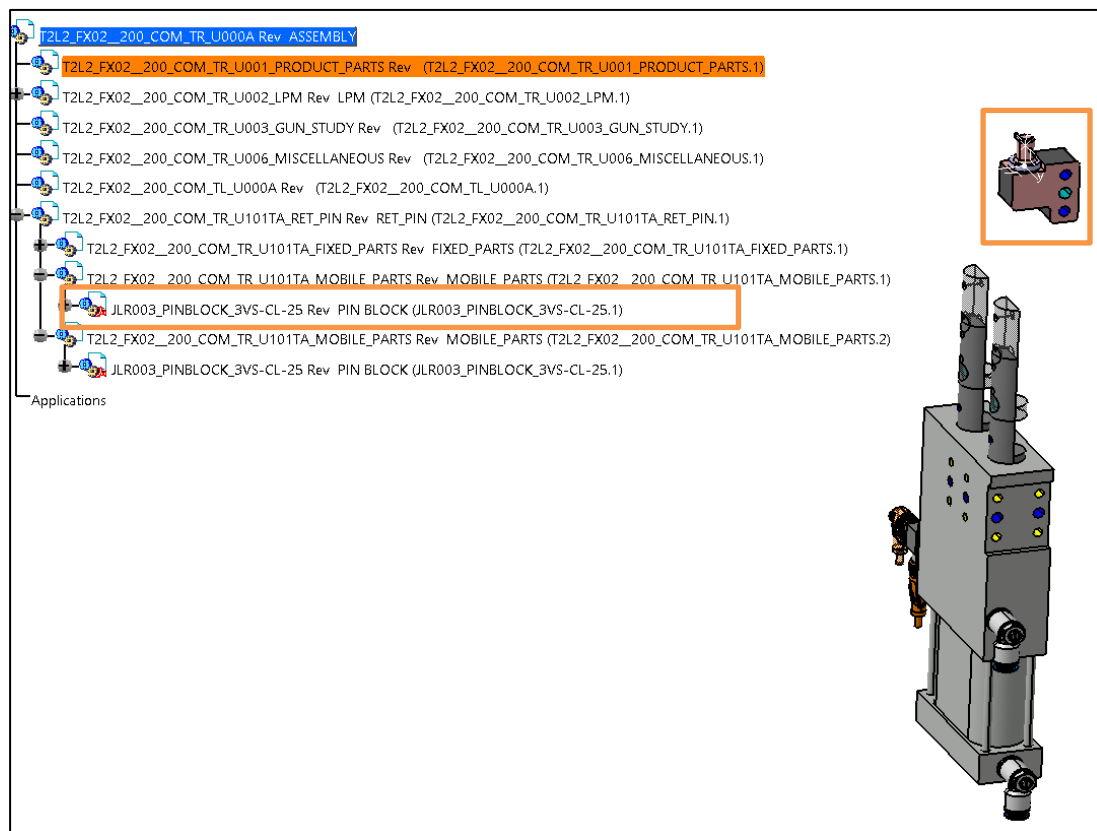 T2L2_FX02__200_COM_TR_U000A Rev  ASSEMBLY
T2L2_FX02__200_COM_TR_U001_PRODUCT_PARTS Rev   (T2L2_FX02__200_COM_TR_U001_PRODUCT_PARTS.1)
T2L2_FX02__200_COM_TR_U002_LPM Rev  LPM (T2L2_FX02__200_COM_TR_U002_LPM.1)
T2L2_FX02__200_COM_TR_U003_GUN_STUDY Rev   (T2L2_FX02__200_COM_TR_U003_GUN_STUDY.1)
T2L2_FX02__200_COM_TR_U006_MISCELLANEOUS Rev   (T2L2_FX02__200_COM_TR_U006_MISCELLANEOUS.1)
T2L2_FX02__200_COM_TL_U000A Rev   (T2L2_FX02__200_COM_TL_U000A.1)
T2L2_FX02__200_COM_TR_U101TA_RET_PIN Rev  RET_PIN (T2L2_FX02__200_COM_TR_U101TA_RET_PIN.1)
T2L2_FX02__200_COM_TR_U101TA_FIXED_PARTS Rev  FIXED_PARTS (T2L2_FX02__200_COM_TR_U101TA_FIXED_PARTS.1)
T2L2_FX02__200_COM_TR_U101TA_MOBILE_PARTS Rev  MOBILE_PARTS (T2L2_FX02__200_COM_TR_U101TA_MOBILE_PARTS.1)
JLR003_PINBLOCK_3VS-CL-25 Rev  PIN BLOCK (JLR003_PINBLOCK_3VS-CL-25.1)
T2L2_FX02__200_COM_TR_U101TA_MOBILE_PARTS Rev  MOBILE_PARTS (T2L2_FX02__200_COM_TR_U101TA_MOBILE_PARTS.2)
JLR003_PINBLOCK_3VS-CL-25 Rev  PIN BLOCK (JLR003_PINBLOCK_3VS-CL-25.1)
Applications